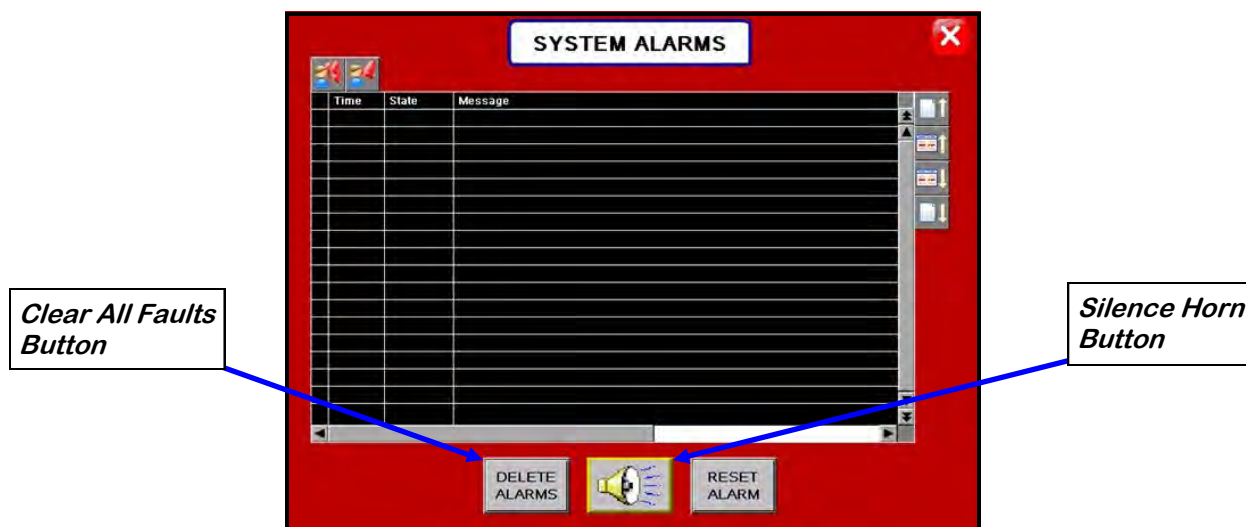 SYSTEM ALARMS
Time State Message
Clear All Faults
Button
Silence Horn
Button
DELETE
ALARMS
RESET
ALARM